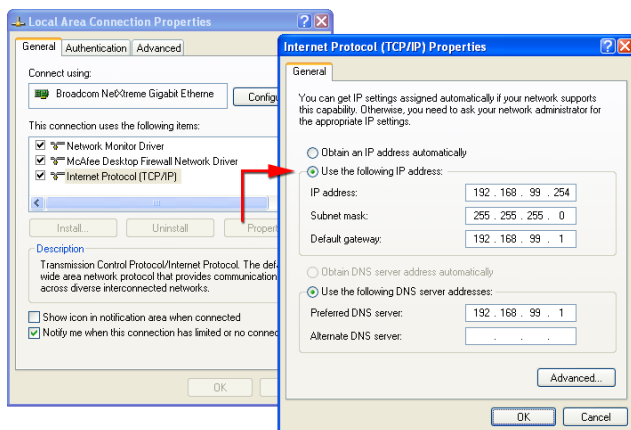 Local Area Connection Properties
General Authentication Advanced
Connect using:
Broadcom NetXtreme Gigabit Etherne
Configu
This connection uses the following items:
Network Monitor Driver
McAfee Desktop Firewall Network Driver
Internet Protocol (TCP/IP)
Install... Uninstall Propert
Description
Transmission Control Protocol/Internet Protocol. The defa
wide area network protocol that provides communication
across diverse interconnected networks.
Show icon in notification area when connected
Notify me when this connection has limited or no connec
OK
Internet Protocol (TCP/IP) Properties
General
You can get IP settings assigned automatically if your network supports
this capability. Otherwise, you need to ask your network administrator for
the appropriate IP settings.
Obtain an IP address automatically
Use the following IP address:
IP address: 192 . 168 . 99 . 254
Subnet mask: 255 . 255 . 255 . 0
Default gateway: 192 . 168 . 99 . 1
Obtain DNS server address automatically
Use the following DNS server addresses:
Preferred DNS server: 192 . 168 . 99 . 1
Alternate DNS server: . . .
Advanced...
OK Cancel